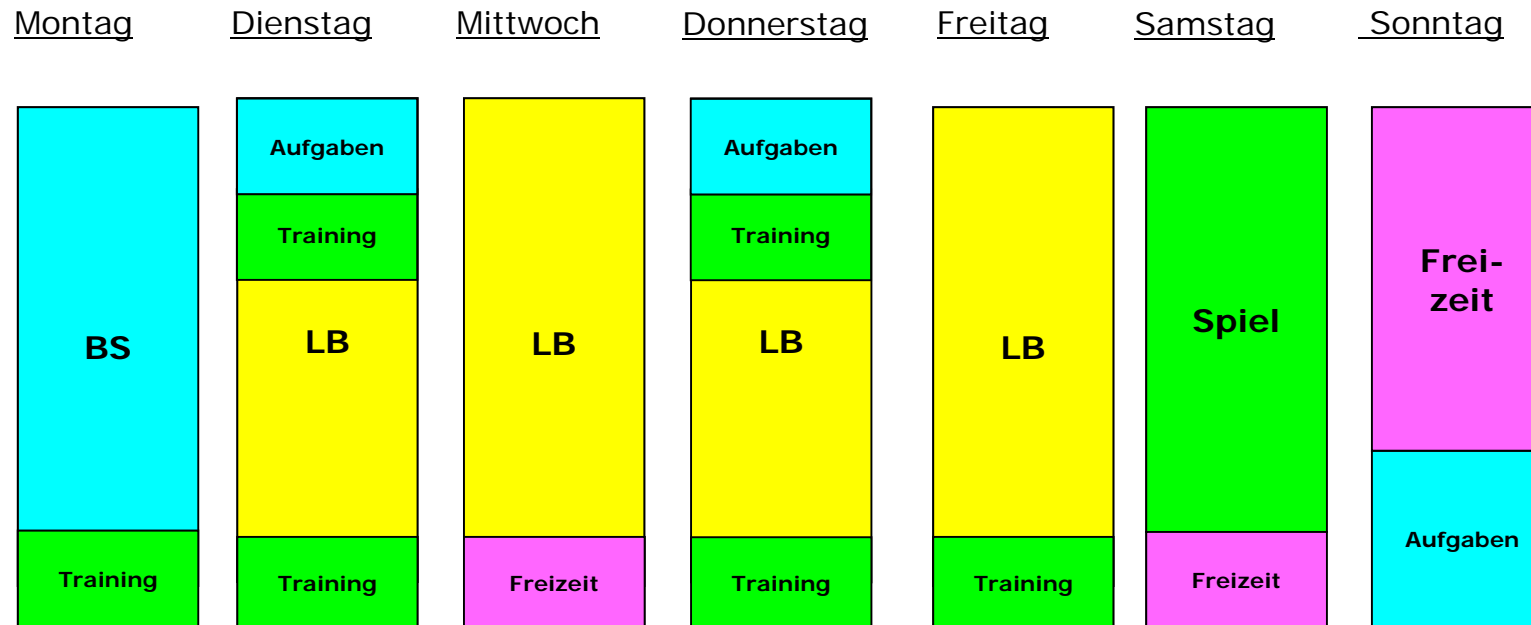 Montag Dienstag Mittwoch Donnerstag Freitag Samstag Sonntag
Aufgaben Aufgaben
Training Training
Frei-
zeit
Spiel
BS LB LB LB LB
Aufgaben
Training Training Freizeit Training Training Freizeit